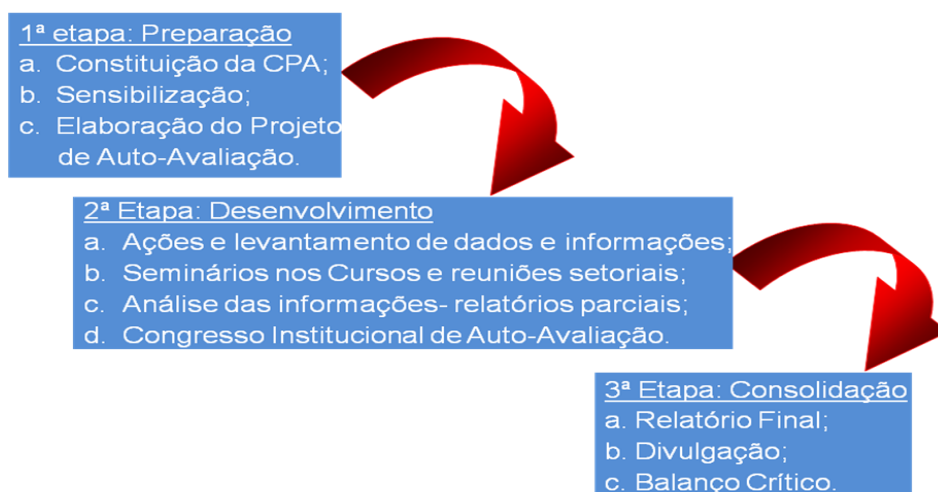 1ª etapa: Preparação
a. Constituição da CPA;
b. Sensibilização;
c. Elaboração do Projeto
de Auto-Avaliação.
2ª Etapa: Desenvolvimento
a. Ações e levantamento de dados e informações;
b. Seminários nos Cursos e reuniões setoriais;
c. Análise das informações- relatórios parciais;
d. Congresso Institucional de Auto-Avaliação.
3ª Etapa: Consolidação
a. Relatório Final;
b. Divulgação;
c. Balanço Crítico.